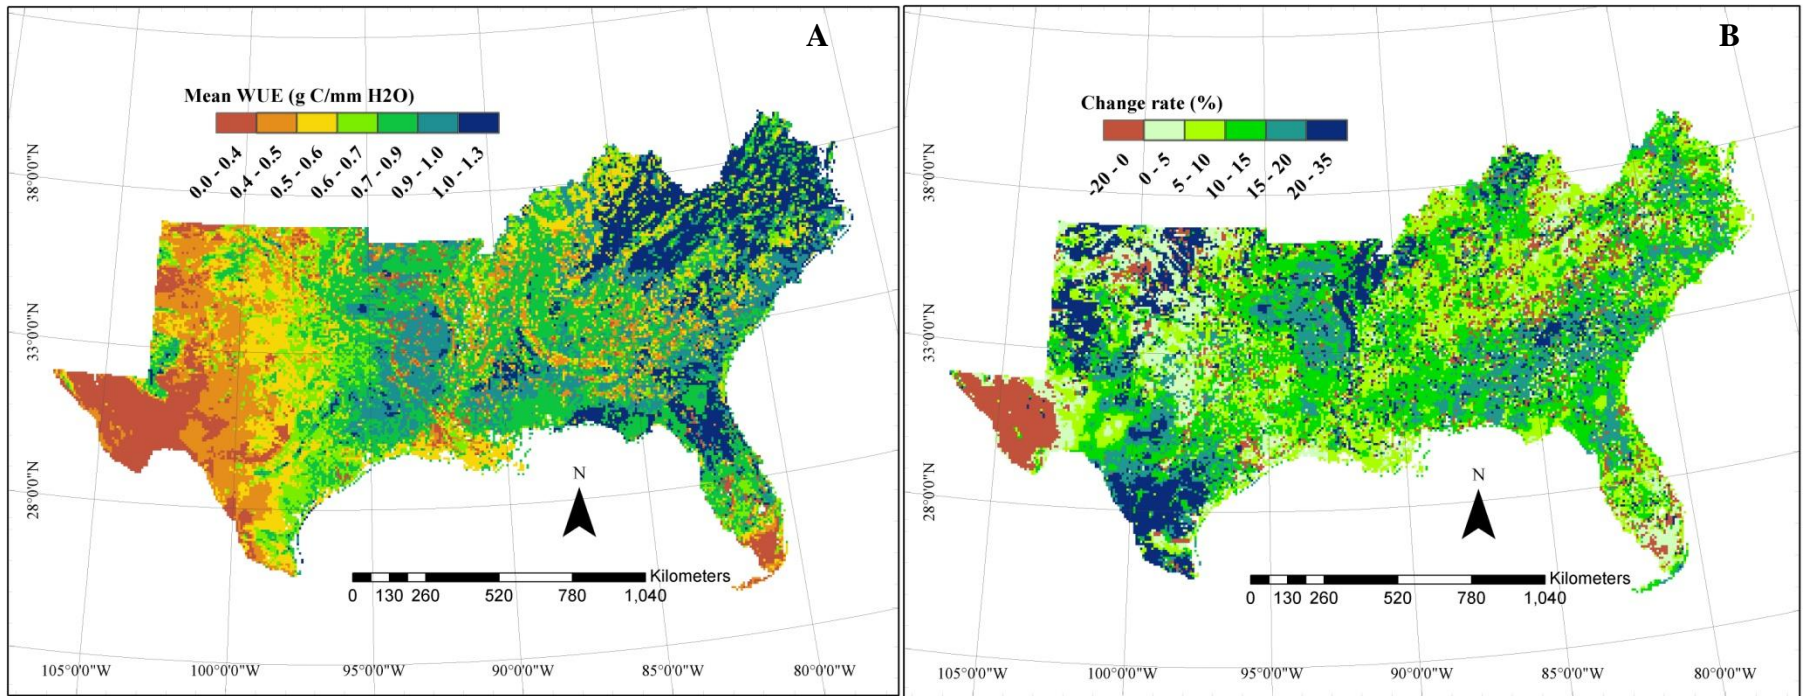 A
Mean WUE (g C/mm H2O)
0.0 - 0.4
0.4 - 0.5
0.5 - 0.6
0.6 - 0.7
0.7 - 0.9
0.9 - 1.0
1.0 - 1.3
38°0'0"N
33°0'0"N
28°0'0"N
N
Kilometers
0 130 260 520 780 1,040
105°0'0"W 100°0'0"W 95°0'0"W 90°0'0"W 85°0'0"W 80°0'0"W
B
Change rate (%)
-20 - 0
0 - 5
5 - 10
10 - 15
15 - 20
20 - 35
38°0'0"N
33°0'0"N
28°0'0"N
N
Kilometers
0 130 260 520 780 1,040
105°0'0"W 100°0'0"W 95°0'0"W 90°0'0"W 85°0'0"W 80°0'0"W